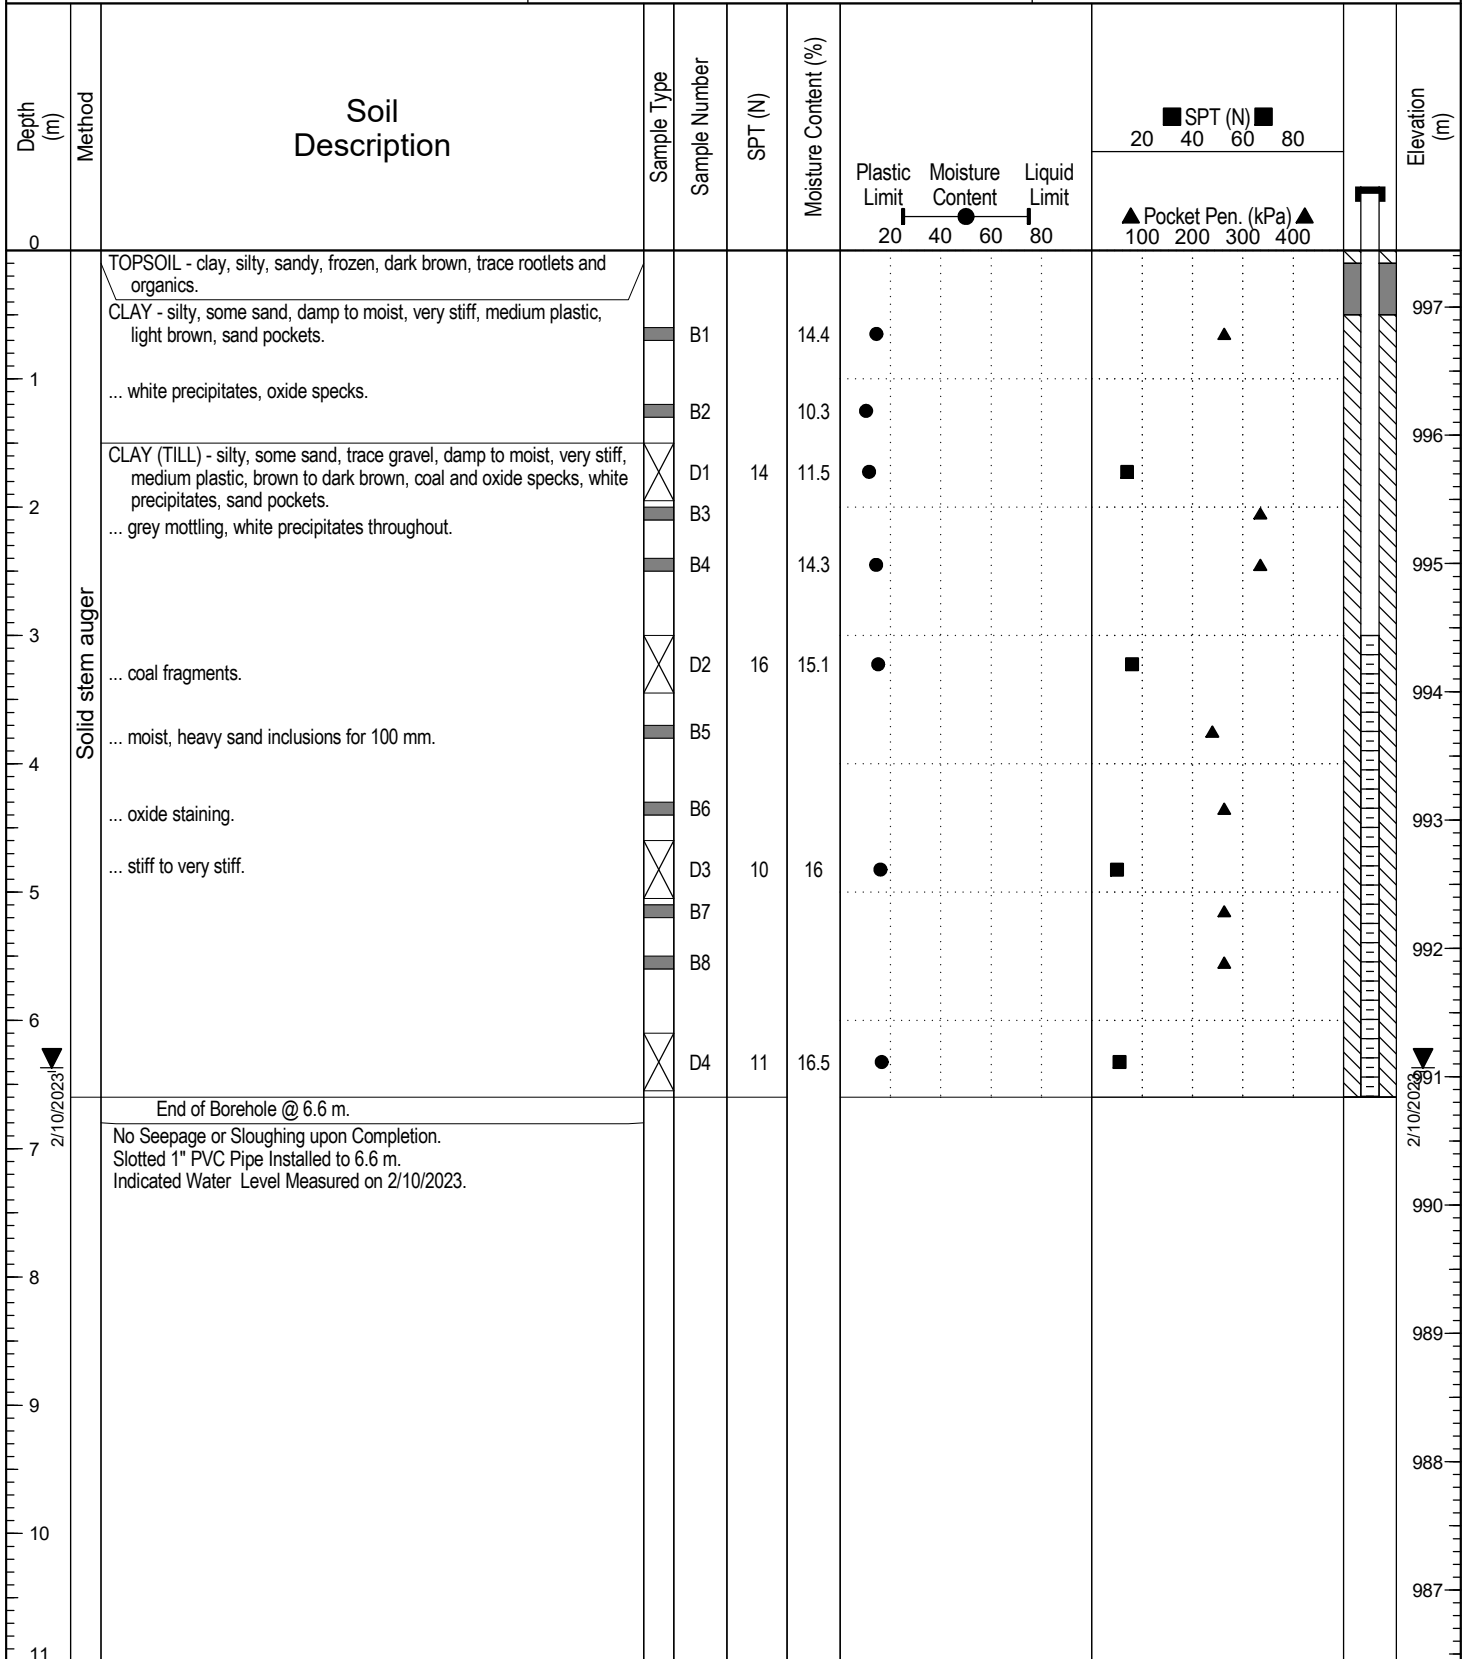 Depth
(m)
Method
Soil
Description
Sample Type
Sample Number
SPT (N)
Moisture Content (%)
Plastic Moisture Liquid
Limit Content Limit
20 40 60 80
■ SPT (N) ■
20 40 60 80
▲ Pocket Pen. (kPa) ▲
100 200 300 400
Elevation
(m)
0
Solid stem auger
TOPSOIL - clay, silty, sandy, frozen, dark brown, trace rootlets and
organics.
CLAY - silty, some sand, damp to moist, very stiff, medium plastic,
997
light brown, sand pockets.
B1 14.4
1
... white precipitates, oxide specks.
B2 10.3
996
CLAY (TILL) - silty, some sand, trace gravel, damp to moist, very stiff,
medium plastic, brown to dark brown, coal and oxide specks, white
D1 14 11.5
precipitates, sand pockets.
2
B3
... grey mottling, white precipitates throughout.
B4 14.3
995
3
D2 16 15.1
... coal fragments.
994
B5
... moist, heavy sand inclusions for 100 mm.
4
B6
... oxide staining.
993
... stiff to very stiff.
D3 10 16
5
B7
992
B8
6
D4 11 16.5
991
2/10/2023
2/10/2023
End of Borehole @ 6.6 m.
No Seepage or Sloughing upon Completion.
7
Slotted 1" PVC Pipe Installed to 6.6 m.
Indicated Water Level Measured on 2/10/2023.
990
8
989
9
988
10
987
11